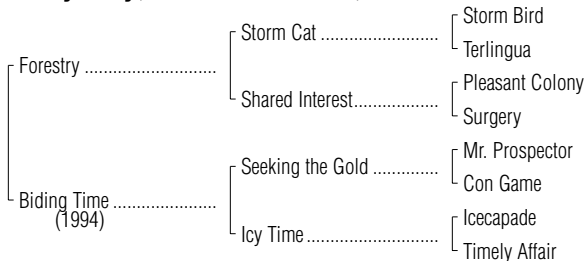 Storm Bird
Storm Cat ......................
Terlingua
Forestry .........................
Pleasant Colony
Shared Interest................
Surgery
Mr. Prospector
Seeking the Gold ..............
Con Game
Biding Time ....................
(1994)
Icecapade
Icy Time .........................
Timely Affair